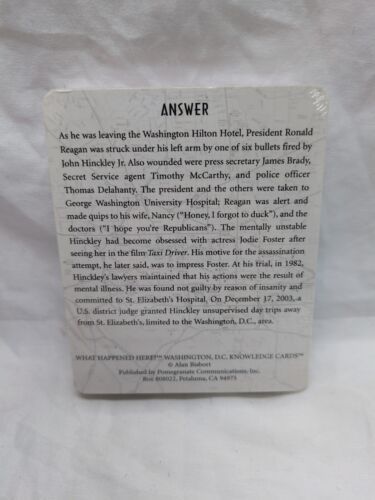 ANSWER
As he was leaving the Washington Hilton Hotel, President Ronald
Reagan was struck under his left arm by one of six bullets fired by
John Hinckley Jr. Also wounded were press secretary James Brady,
Secret Service agent Timothy McCarthy, and police officer
Thomas Delahanty. The president and the others were taken to
George Washington University Hospital; Reagan was alert and
made quips to his wife, Nancy (“Honey, I forgot to duck”), and the
doctors (“I hope you're Republicans”). The mentally unstable
Hinckley had become obsessed with actress Jodie Foster after
seeing her in the film Taxi Driver. His motive for the assassination
attempt, he later said, was to impress Foster. At his trial, in 1982,
Hinckley's lawyers maintained that his actions were the result of
mental illness. He was found not guilty by reason of insanity and
committed to St. Elizabeth's Hospital. On December 17, 2003, a
U.S. district judge granted Hinckley unsupervised day trips away
from St. Elizabeth's, limited to the Washington, D.C., area.
WHAT HAPPENED HERE?™ WASHINGTON, D.C. KNOWLEDGE CARDS™
© Alan Bisbort
Published by Pomegranate Communications, Inc.
Box 808022, Petaluma, CA 94975